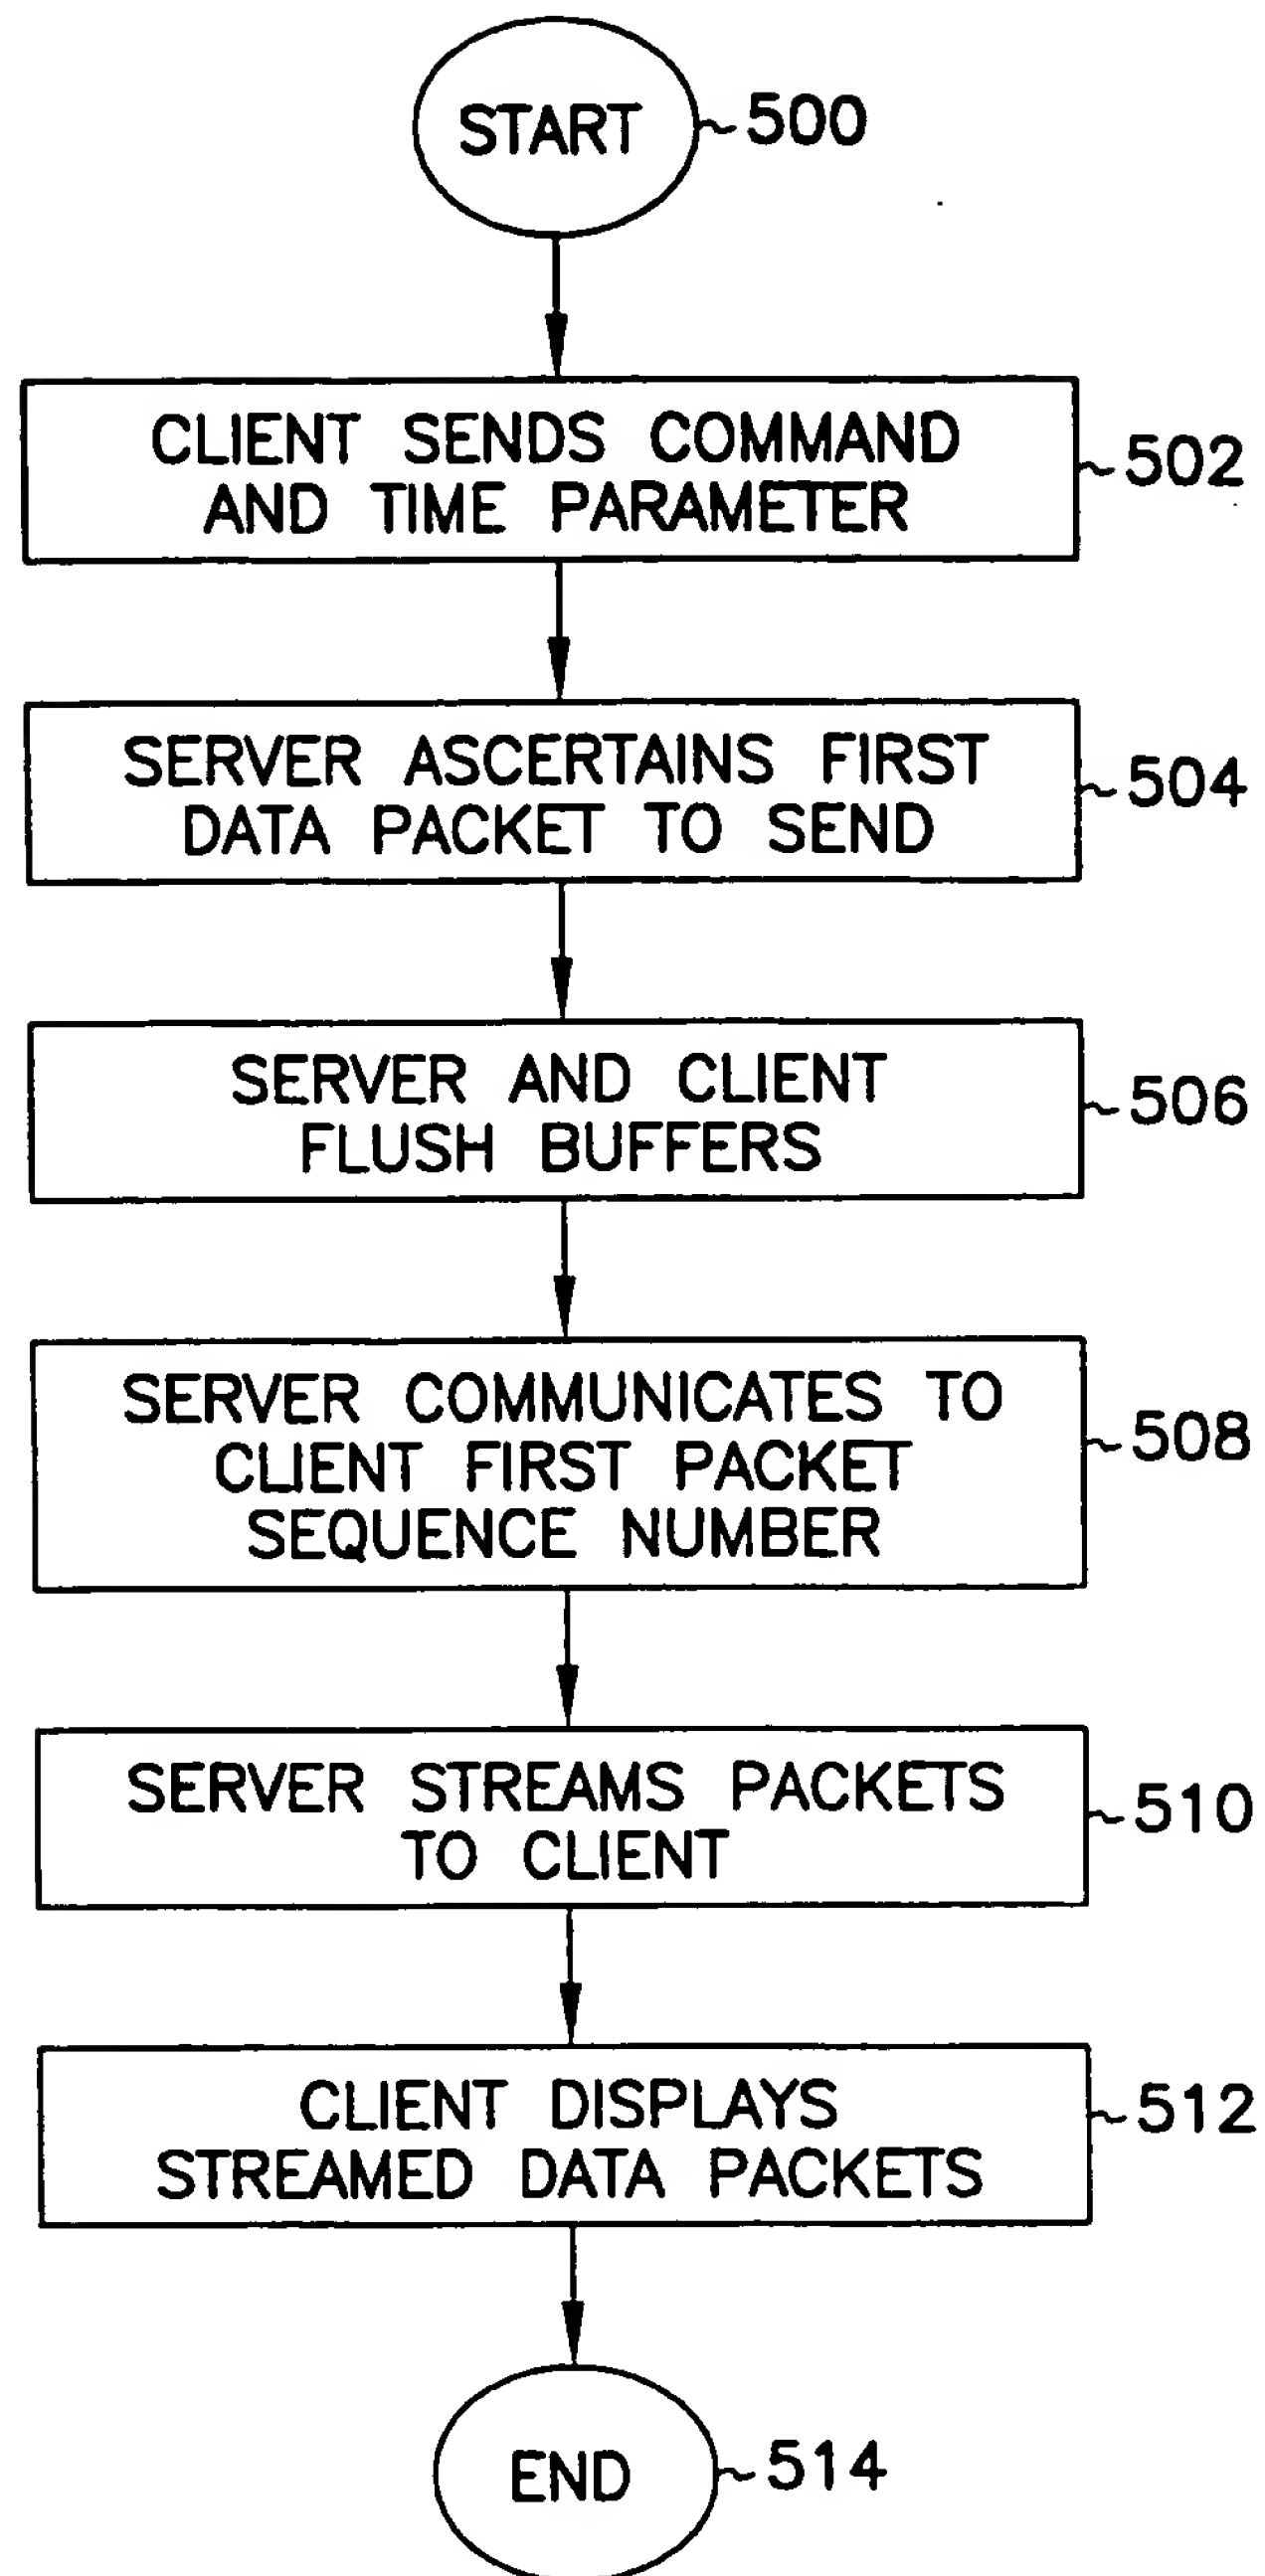 START
500
CLIENT SENDS COMMAND
AND TIME PARAMETER
502
SERVER ASCERTAINS FIRST
DATA PACKET TO SEND
504
SERVER AND CLIENT
FLUSH BUFFERS
506
SERVER COMMUNICATES TO
CLIENT FIRST PACKET
SEQUENCE NUMBER
508
SERVER STREAMS PACKETS
TO CLIENT
510
CLIENT DISPLAYS
STREAMED DATA PACKETS
512
END
514